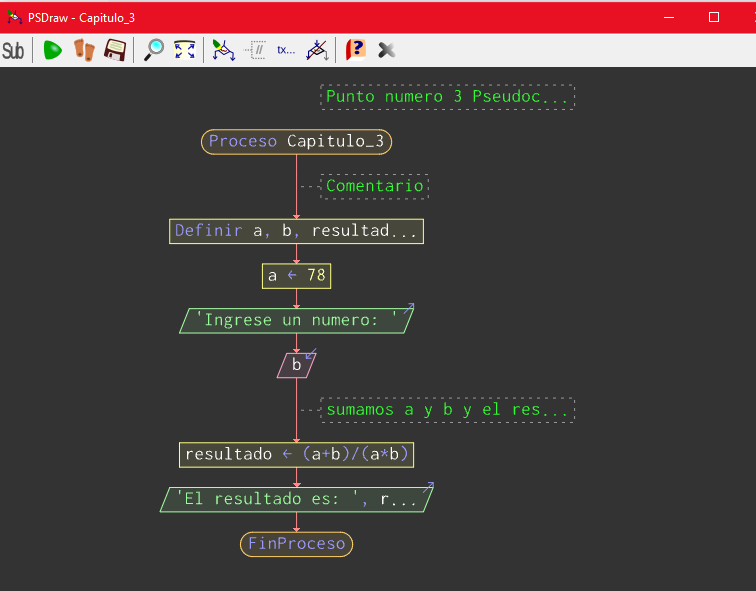 PSDraw - Capitulo_3
Sub
//
tx...
?
Punto numero 3 Pseudoc...
Proceso Capitulo_3
Comentario
Definir a, b, resultad...
a ← 78
'Ingrese un numero: '
b
sumamos a y b y el res...
resultado ← (a+b)/(a*b)
'El resultado es: ', r...
FinProceso